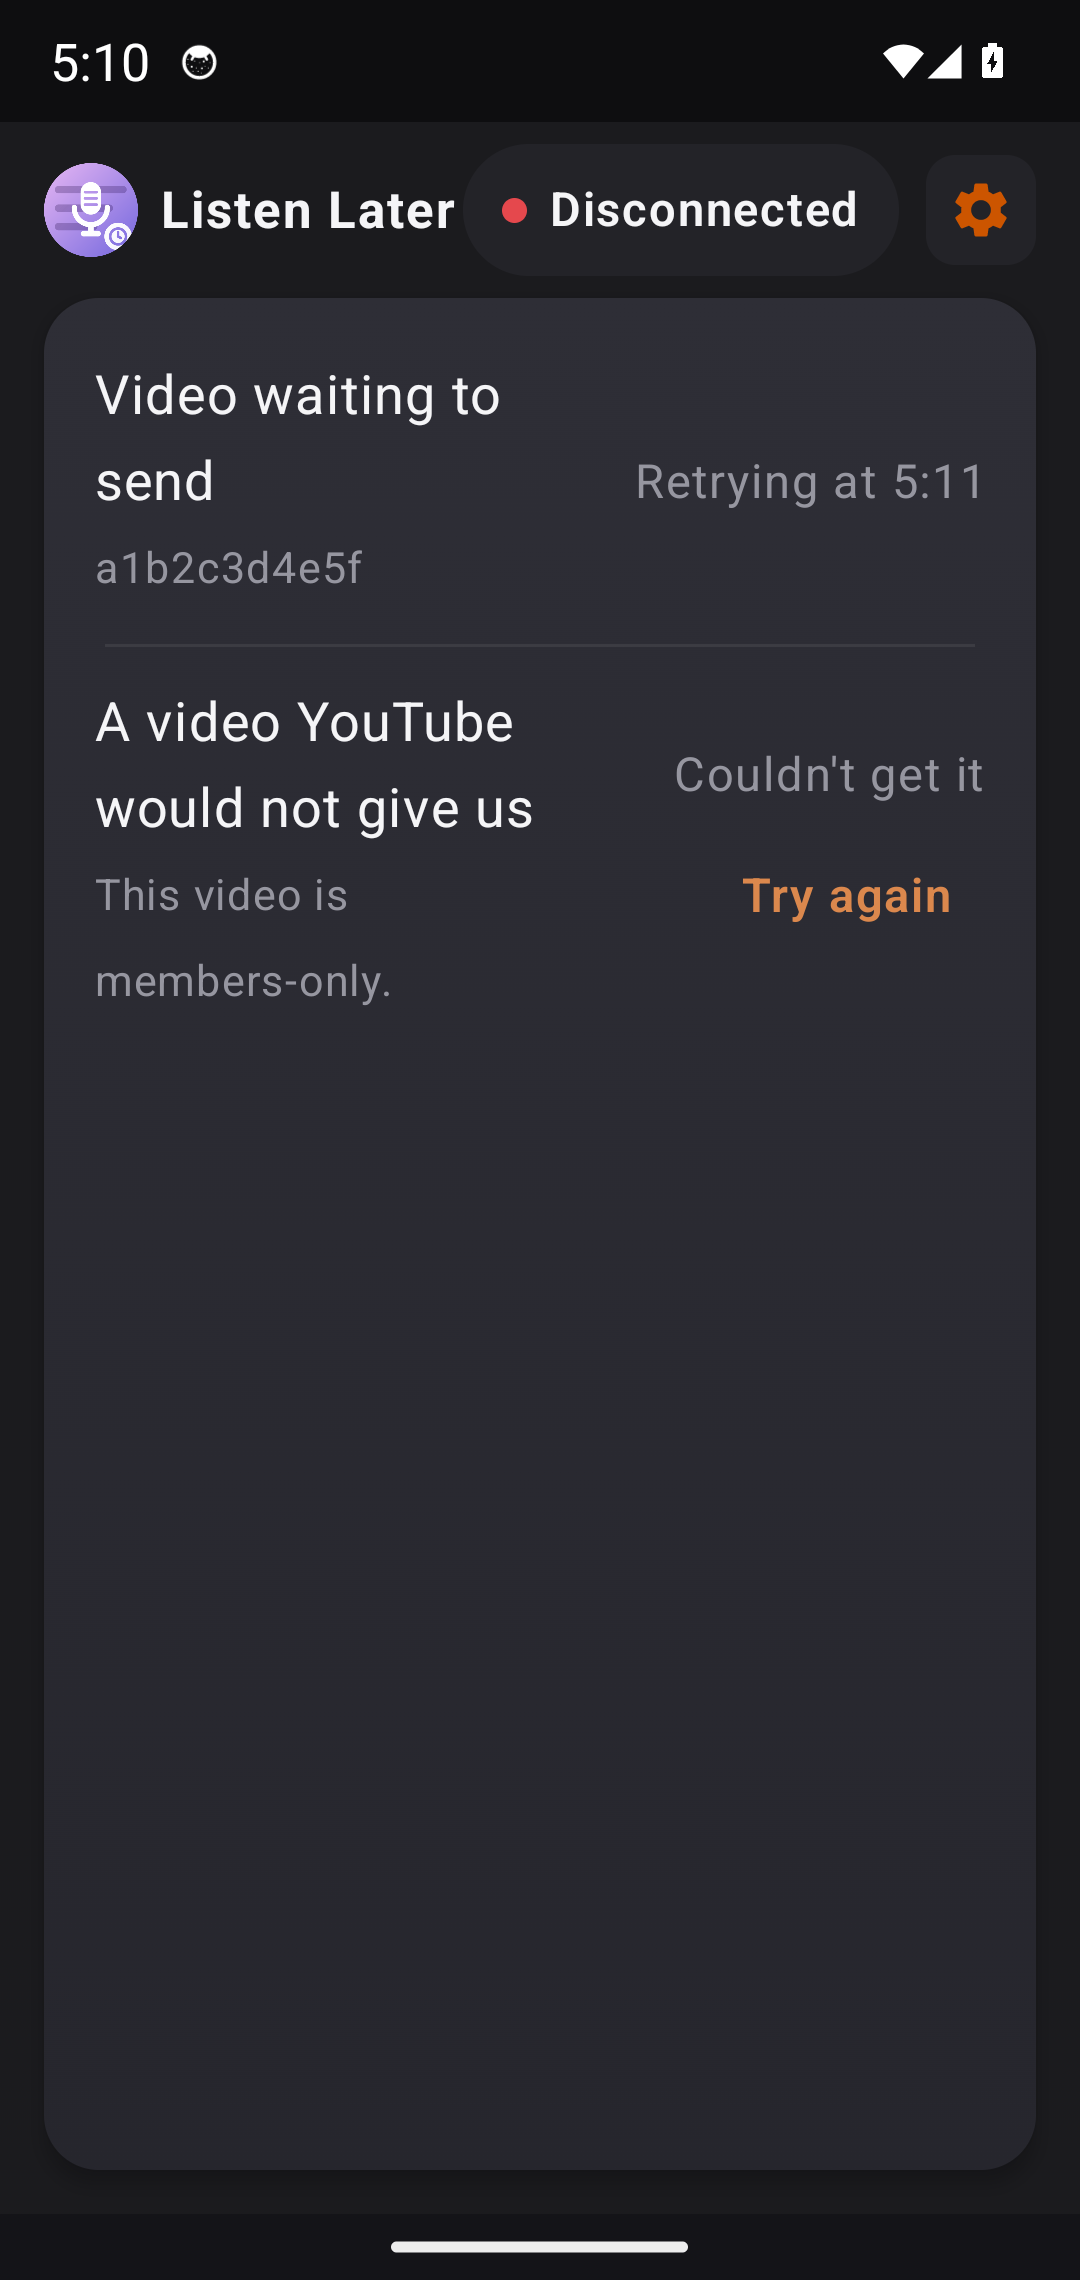 5:10
Listen Later
Disconnected
Video waiting to
send
Retrying at 5:11
a1b2c3d4e5f
A video YouTube
would not give us
Couldn't get it
This video is
members-only.
Try again